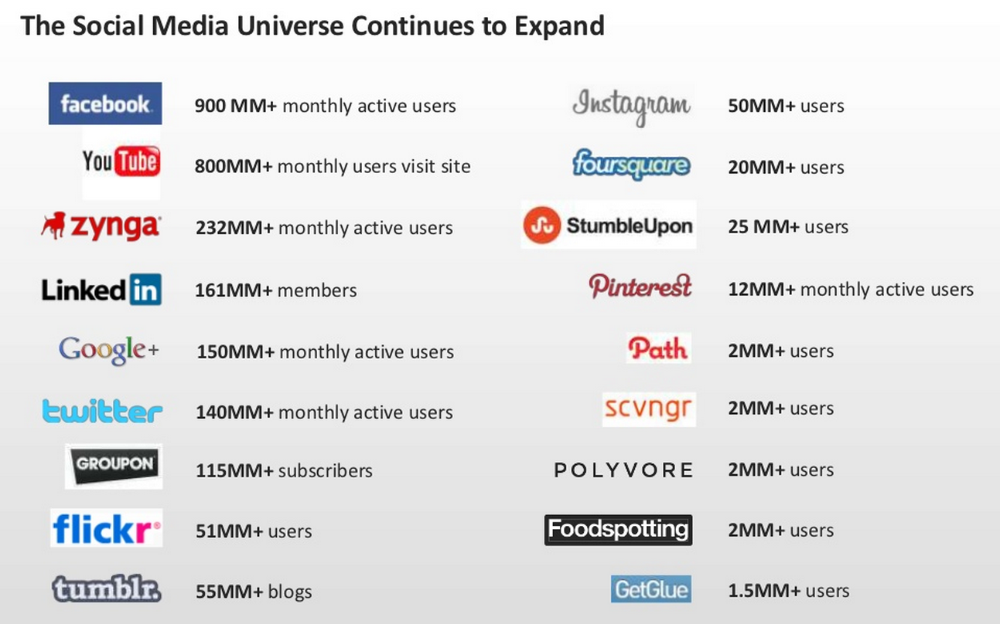 The Social Media Universe Continues to Expand
facebook 900 MM+ monthly active users
YouTube 800MM+ monthly users visit site
zynga 232MM+ monthly active users
Linked in 161MM+ members
Google+ 150MM+ monthly active users
twitter 140MM+ monthly active users
GROUPON 115MM+ subscribers
flickr® 51MM+ users
tumblr. 55MM+ blogs
Instagram 50MM+ users
foursquare 20MM+ users
StumbleUpon 25 MM+ users
Pinterest 12MM+ monthly active users
Path 2MM+ users
scvngr 2MM+ users
POLYVORE 2MM+ users
Foodspotting 2MM+ users
GetGlue 1.5MM+ users